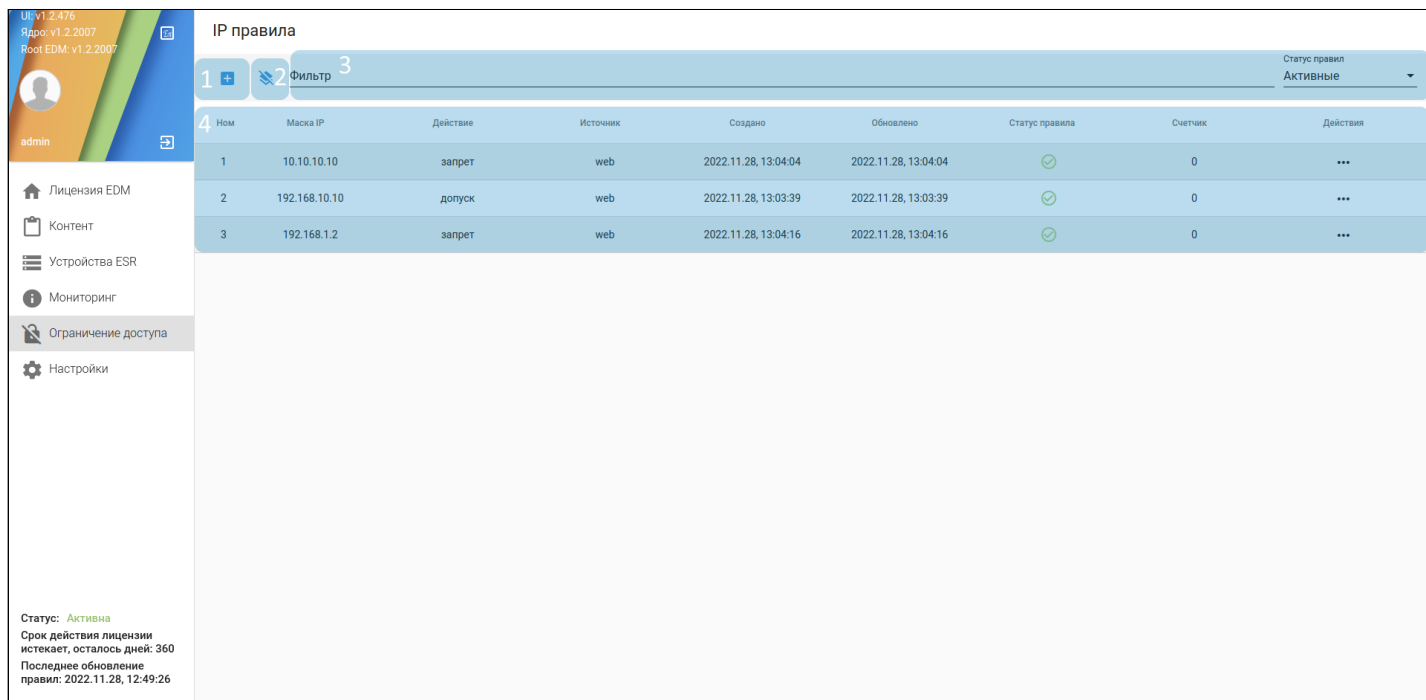 UI: v1.2.476
Ядро: v1.2.2007
Root EDM: v1.2.2007
admin
Лицензия EDM
Контент
Устройства ESR
Мониторинг
Ограничение доступа
Настройки
Статус: Активна
Срок действия лицензии
истекает, осталось дней: 360
Последнее обновление
правил: 2022.11.28, 12:49:26
IP правила
1 2 Фильтр 3
Статус правил
Активные
4 Ном Маска IP Действие Источник Создано Обновлено Статус правила Счетчик Действия
1 10.10.10.10 запрет web 2022.11.28, 13:04:04 2022.11.28, 13:04:04 0
2 192.168.10.10 допуск web 2022.11.28, 13:03:39 2022.11.28, 13:03:39 0
3 192.168.1.2 запрет web 2022.11.28, 13:04:16 2022.11.28, 13:04:16 0